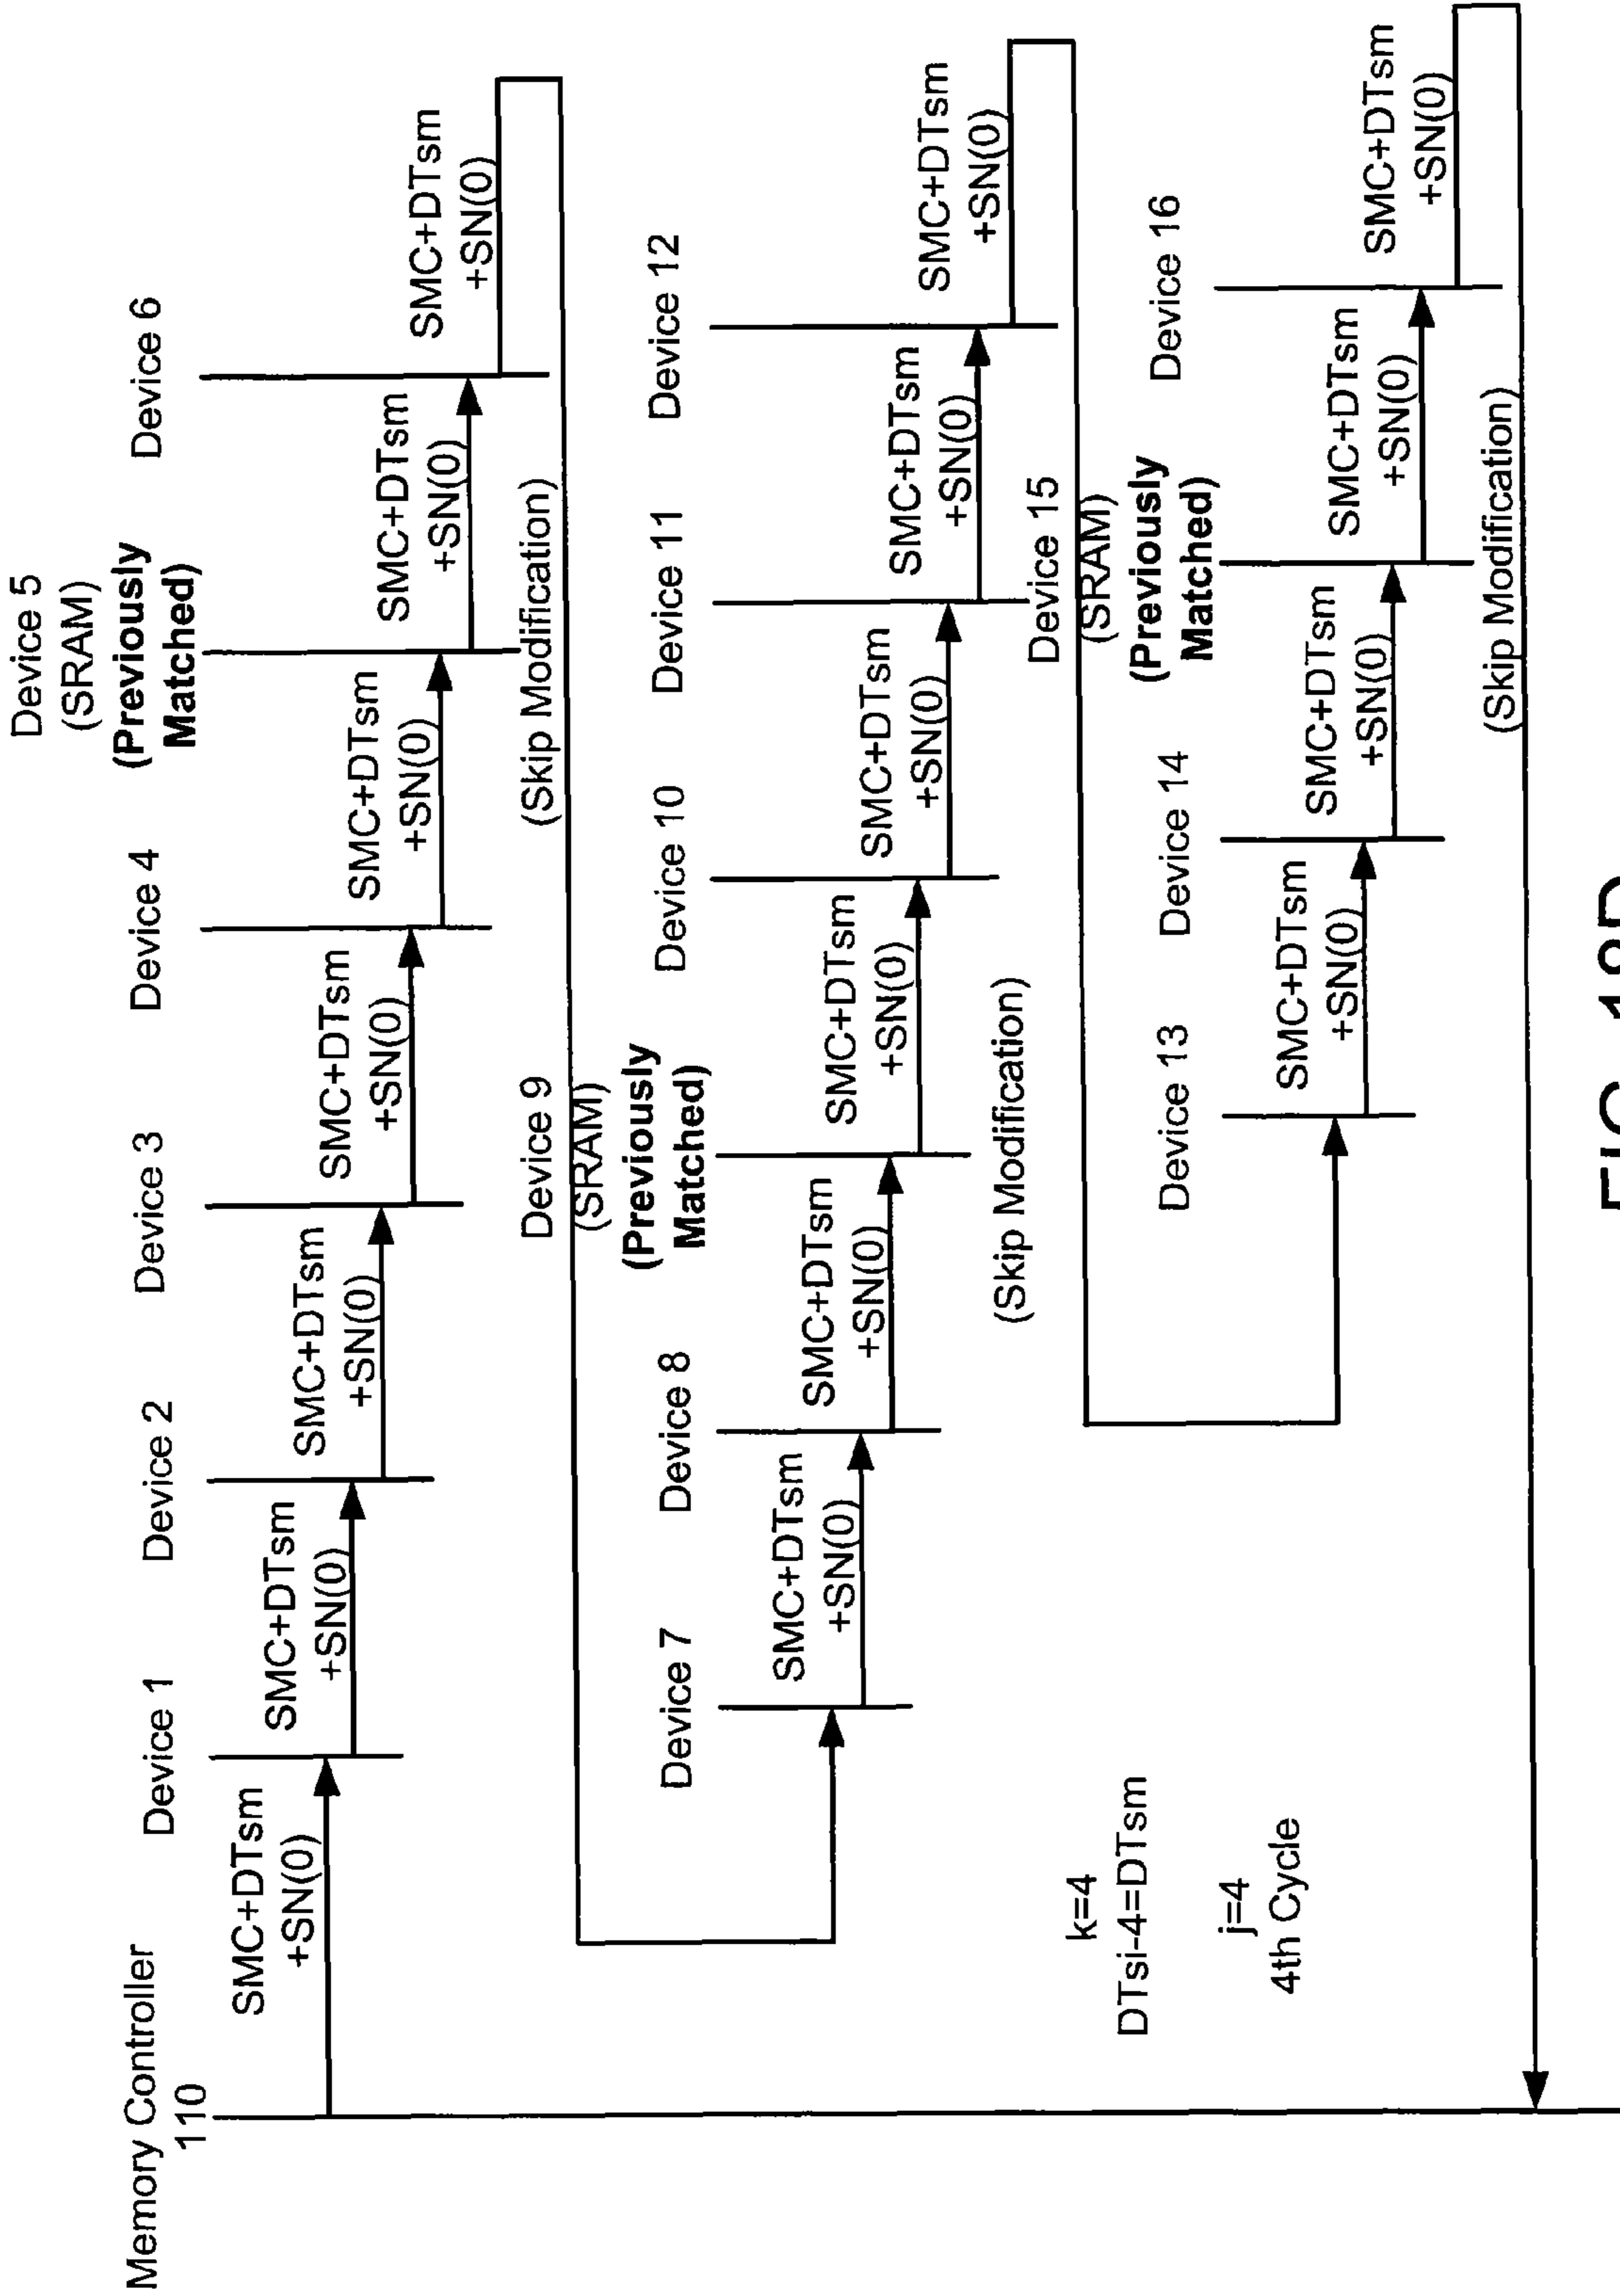 Memory Controller
110
Device 1
Device 2
Device 3
Device 4
Device 5
(SRAM)
(Previously
Matched)
Device 6
SMC+DTsm
+SN(0)
SMC+DTsm
+SN(0)
SMC+DTsm
+SN(0)
SMC+DTsm
+SN(0)
SMC+DTsm
+SN(0)
SMC+DTsm
+SN(0)
SMC+DTsm
+SN(0)
(Skip Modification)
Device 7
Device 8
Device 9
(SRAM)
(Previously
Matched)
Device 10
Device 11
Device 12
SMC+DTsm
+SN(0)
SMC+DTsm
+SN(0)
SMC+DTsm
+SN(0)
SMC+DTsm
+SN(0)
SMC+DTsm
+SN(0)
SMC+DTsm
+SN(0)
(Skip Modification)
Device 13
Device 14
Device 15
(SRAM)
(Previously
Matched)
Device 16
SMC+DTsm
+SN(0)
SMC+DTsm
+SN(0)
SMC+DTsm
+SN(0)
SMC+DTsm
+SN(0)
(Skip Modification)
k=4
DTsi-4=DTsm
j=4
4th Cycle